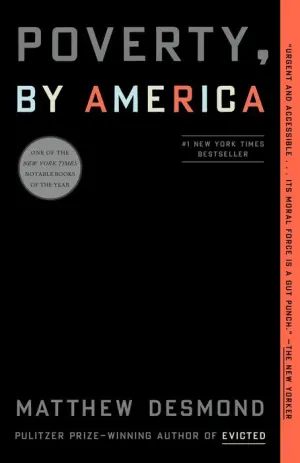 POVERTY,
BY AMERICA
ONE OF THE
NEW YORK TIMES
NOTABLE BOOKS
OF THE YEAR
#1 NEW YORK TIMES
BESTSELLER
"URGENT AND ACCESSIBLE . . . ITS MORAL FORCE IS A GUT PUNCH." —THE NEW YORKER
MATTHEW DESMOND
PULITZER PRIZE–WINNING AUTHOR OF EVICTED